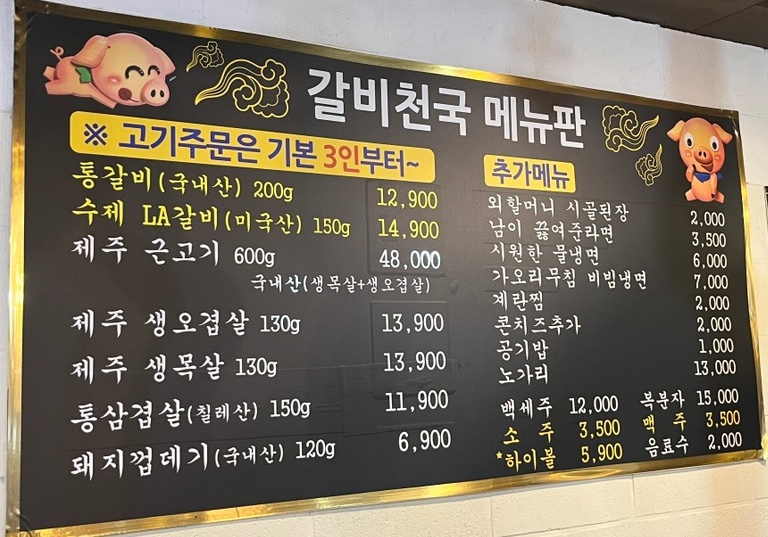 갈비천국 메뉴판
※ 고기주문은 기본 3인부터~
통갈비(국내산) 200g 12,900
수제 LA갈비(미국산) 150g 14,900
제주 근고기 600g 48,000
국내산(생목살+생오겹살)
제주 생오겹살 130g 13,900
제주 생목살 130g 13,900
통삼겹살(칠레산) 150g 11,900
돼지껍데기(국내산) 120g 6,900
추가메뉴
외할머니 시골된장 2,000
남이 끓여준라면 3,500
시원한 물냉면 6,000
가오리무침 비빔냉면 7,000
계란찜 2,000
콘치즈추가 2,000
공기밥 1,000
노가리 13,000
백세주 12,000 복분자 15,000
소 주 3,500 맥 주 3,500
*하이볼 5,900 음료수 2,000